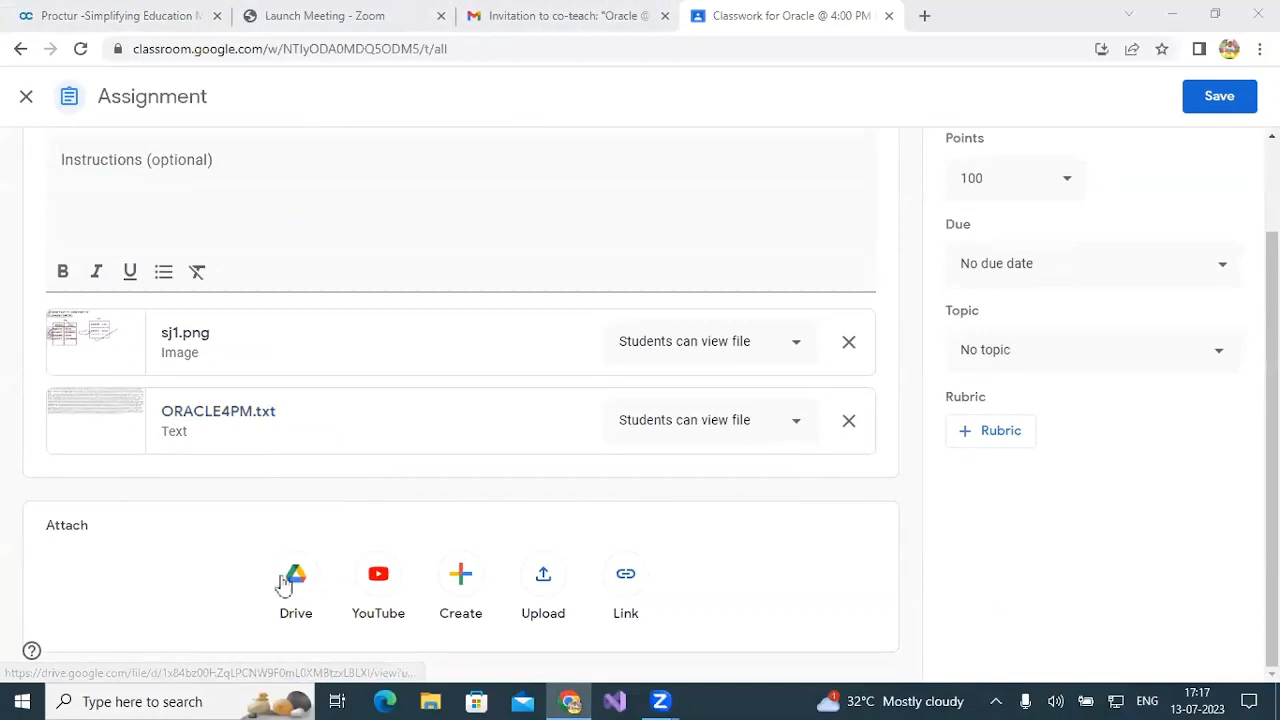 Proctur -Simplifying Education M
Launch Meeting - Zoom
Invitation to co-teach: "Oracle @
Classwork for Oracle @ 4:00 PM
classroom.google.com/w/NTIyODA0MDQ5ODM5/t/all
Assignment
Save
Instructions (optional)
Points
100
Due
No due date
Topic
No topic
Rubric
Rubric
B I U
sj1.png
Image
Students can view file
ORACLE4PM.txt
Text
Students can view file
Attach
Drive
YouTube
Create
Upload
Link
Type here to search
32°C Mostly cloudy
ENG
17:17
13-07-2023